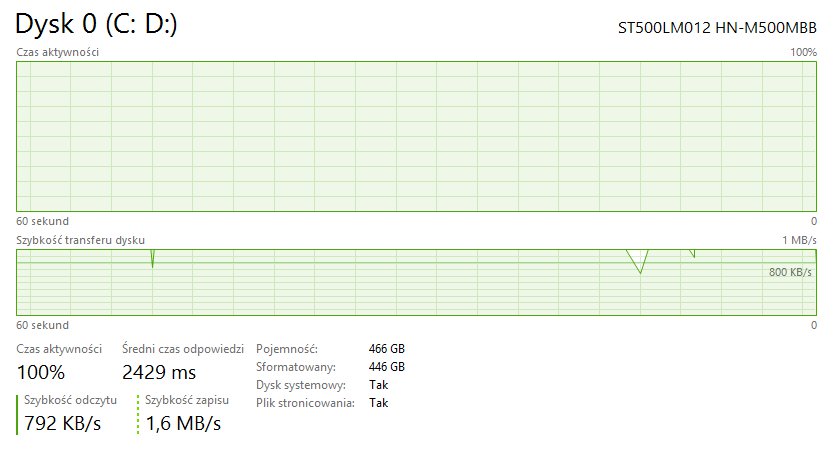 Dysk 0 (C: D:)
ST500LM012 HN-M500MBB
Czas aktywności 100%
60 sekund 0
Szybkość transferu dysku 1 MB/s
800 KB/s
60 sekund 0
Czas aktywności Średni czas odpowiedzi
100% 2429 ms
Szybkość odczytu Szybkość zapisu
792 KB/s 1,6 MB/s
Pojemność: 466 GB
Sformatowany: 446 GB
Dysk systemowy: Tak
Plik stronicowania: Tak